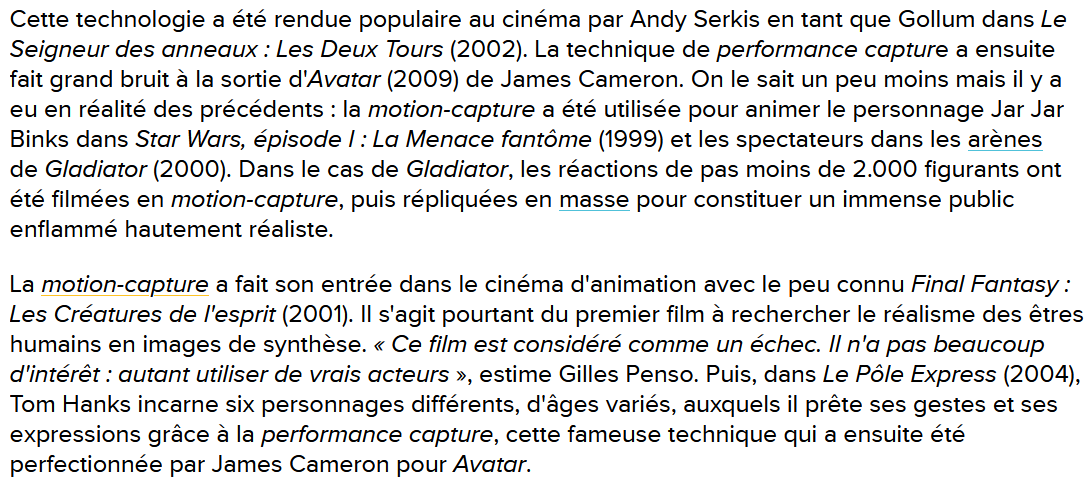 Cette technologie a été rendue populaire au cinéma par Andy Serkis en tant que Gollum dans Le
Seigneur des anneaux : Les Deux Tours (2002). La technique de performance capture a ensuite
fait grand bruit à la sortie d'Avatar (2009) de James Cameron. On le sait un peu moins mais il y a
eu en réalité des précédents : la motion-capture a été utilisée pour animer le personnage Jar Jar
Binks dans Star Wars, épisode I : La Menace fantôme (1999) et les spectateurs dans les arènes
de Gladiator (2000). Dans le cas de Gladiator, les réactions de pas moins de 2.000 figurants ont
été filmées en motion-capture, puis répliquées en masse pour constituer un immense public
enflammé hautement réaliste.
La motion-capture a fait son entrée dans le cinéma d'animation avec le peu connu Final Fantasy :
Les Créatures de l'esprit (2001). Il s'agit pourtant du premier film à rechercher le réalisme des êtres
humains en images de synthèse. « Ce film est considéré comme un échec. Il n'a pas beaucoup
d'intérêt : autant utiliser de vrais acteurs », estime Gilles Penso. Puis, dans Le Pôle Express (2004),
Tom Hanks incarne six personnages différents, d'âges variés, auxquels il prête ses gestes et ses
expressions grâce à la performance capture, cette fameuse technique qui a ensuite été
perfectionnée par James Cameron pour Avatar.